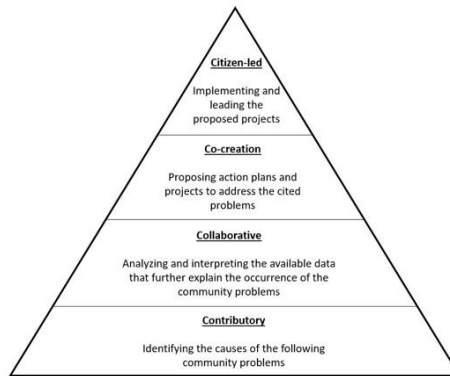 Citizen-led
Implementing and
leading the
proposed projects
Co-creation
Proposing action plans and
projects to address the cited
problems
Collaborative
Analyzing and interpreting the available data
that further explain the occurrence of the
community problems
Contributory
Identifying the causes of the following
community problems